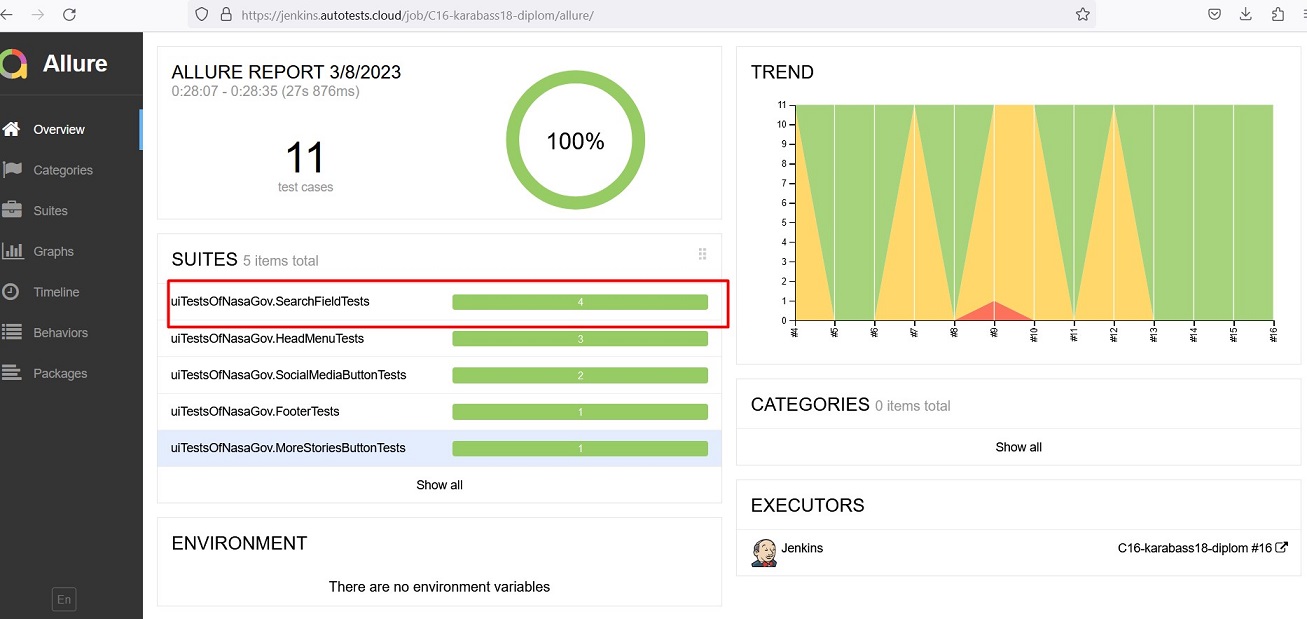 https://jenkins.autotests.cloud/job/C16-karabass18-diplom/allure/
Allure
Overview
Categories
Suites
Graphs
Timeline
Behaviors
Packages
En
ALLURE REPORT 3/8/2023
0:28:07 - 0:28:35 (27s 876ms)
11
test cases
100%
SUITES 5 items total
uiTestsOfNasaGov.SearchFieldTests 4
uiTestsOfNasaGov.HeadMenuTests 3
uiTestsOfNasaGov.SocialMediaButtonTests 2
uiTestsOfNasaGov.FooterTests 1
uiTestsOfNasaGov.MoreStoriesButtonTests 1
Show all
ENVIRONMENT
There are no environment variables
TREND
11
10
9
8
7
6
5
4
3
2
1
0
#4 #5 #6 #7 #8 #9 #10 #11 #12 #13 #14 #15 #16
CATEGORIES 0 items total
Show all
EXECUTORS
Jenkins C16-karabass18-diplom #16